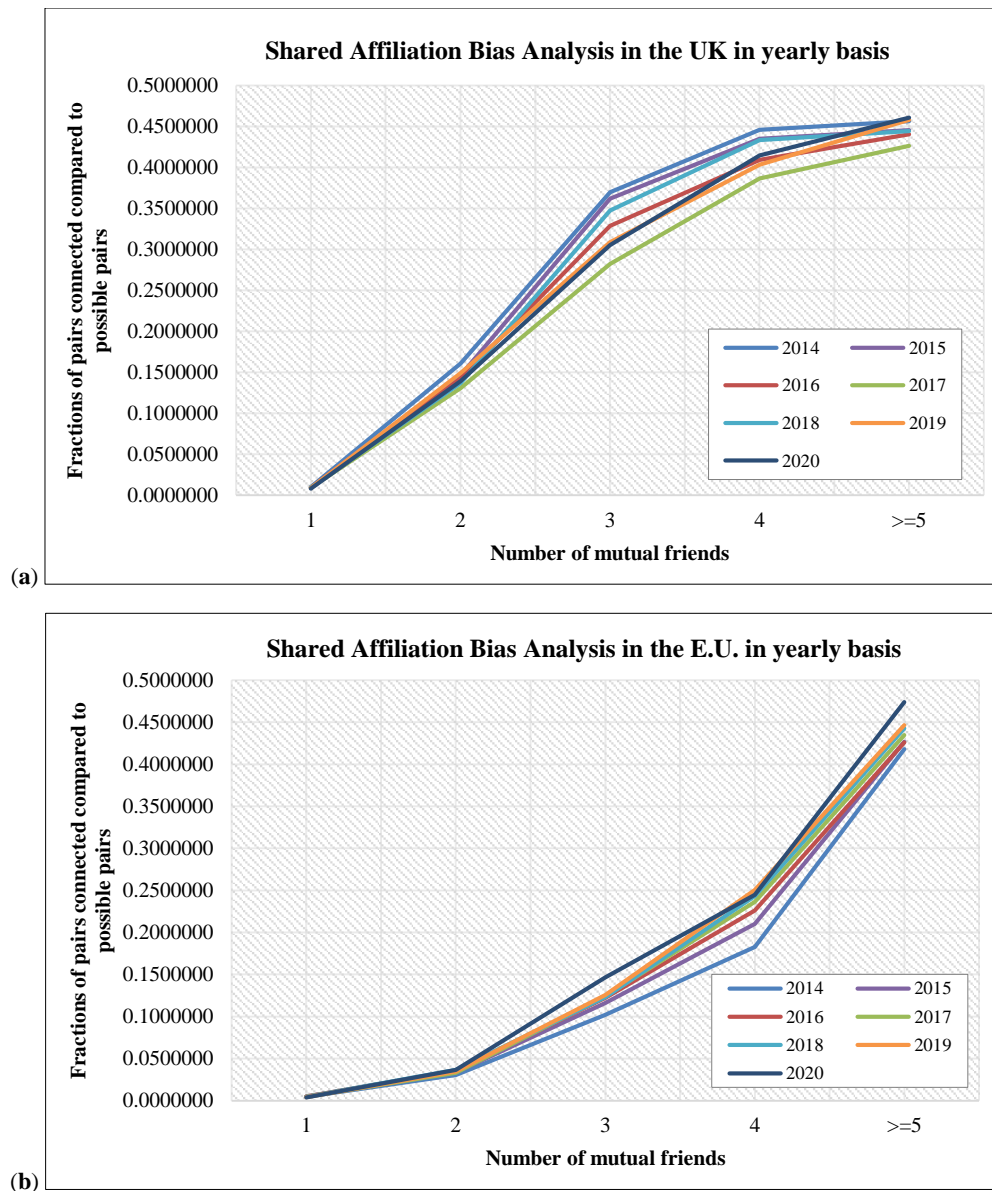 Shared Affiliation Bias Analysis in the UK in yearly basis
Fractions of pairs connected compared to
possible pairs
0.5000000
0.4500000
0.4000000
0.3500000
0.3000000
0.2500000
0.2000000
0.1500000
0.1000000
0.0500000
0.0000000
2014 2015
2016 2017
2018 2019
2020
1 2 3 4 >=5
Number of mutual friends
(a)
Shared Affiliation Bias Analysis in the E.U. in yearly basis
Fractions of pairs connected compared to
possible pairs
0.5000000
0.4500000
0.4000000
0.3500000
0.3000000
0.2500000
0.2000000
0.1500000
0.1000000
0.0500000
0.0000000
2014 2015
2016 2017
2018 2019
2020
1 2 3 4 >=5
Number of mutual friends
(b)